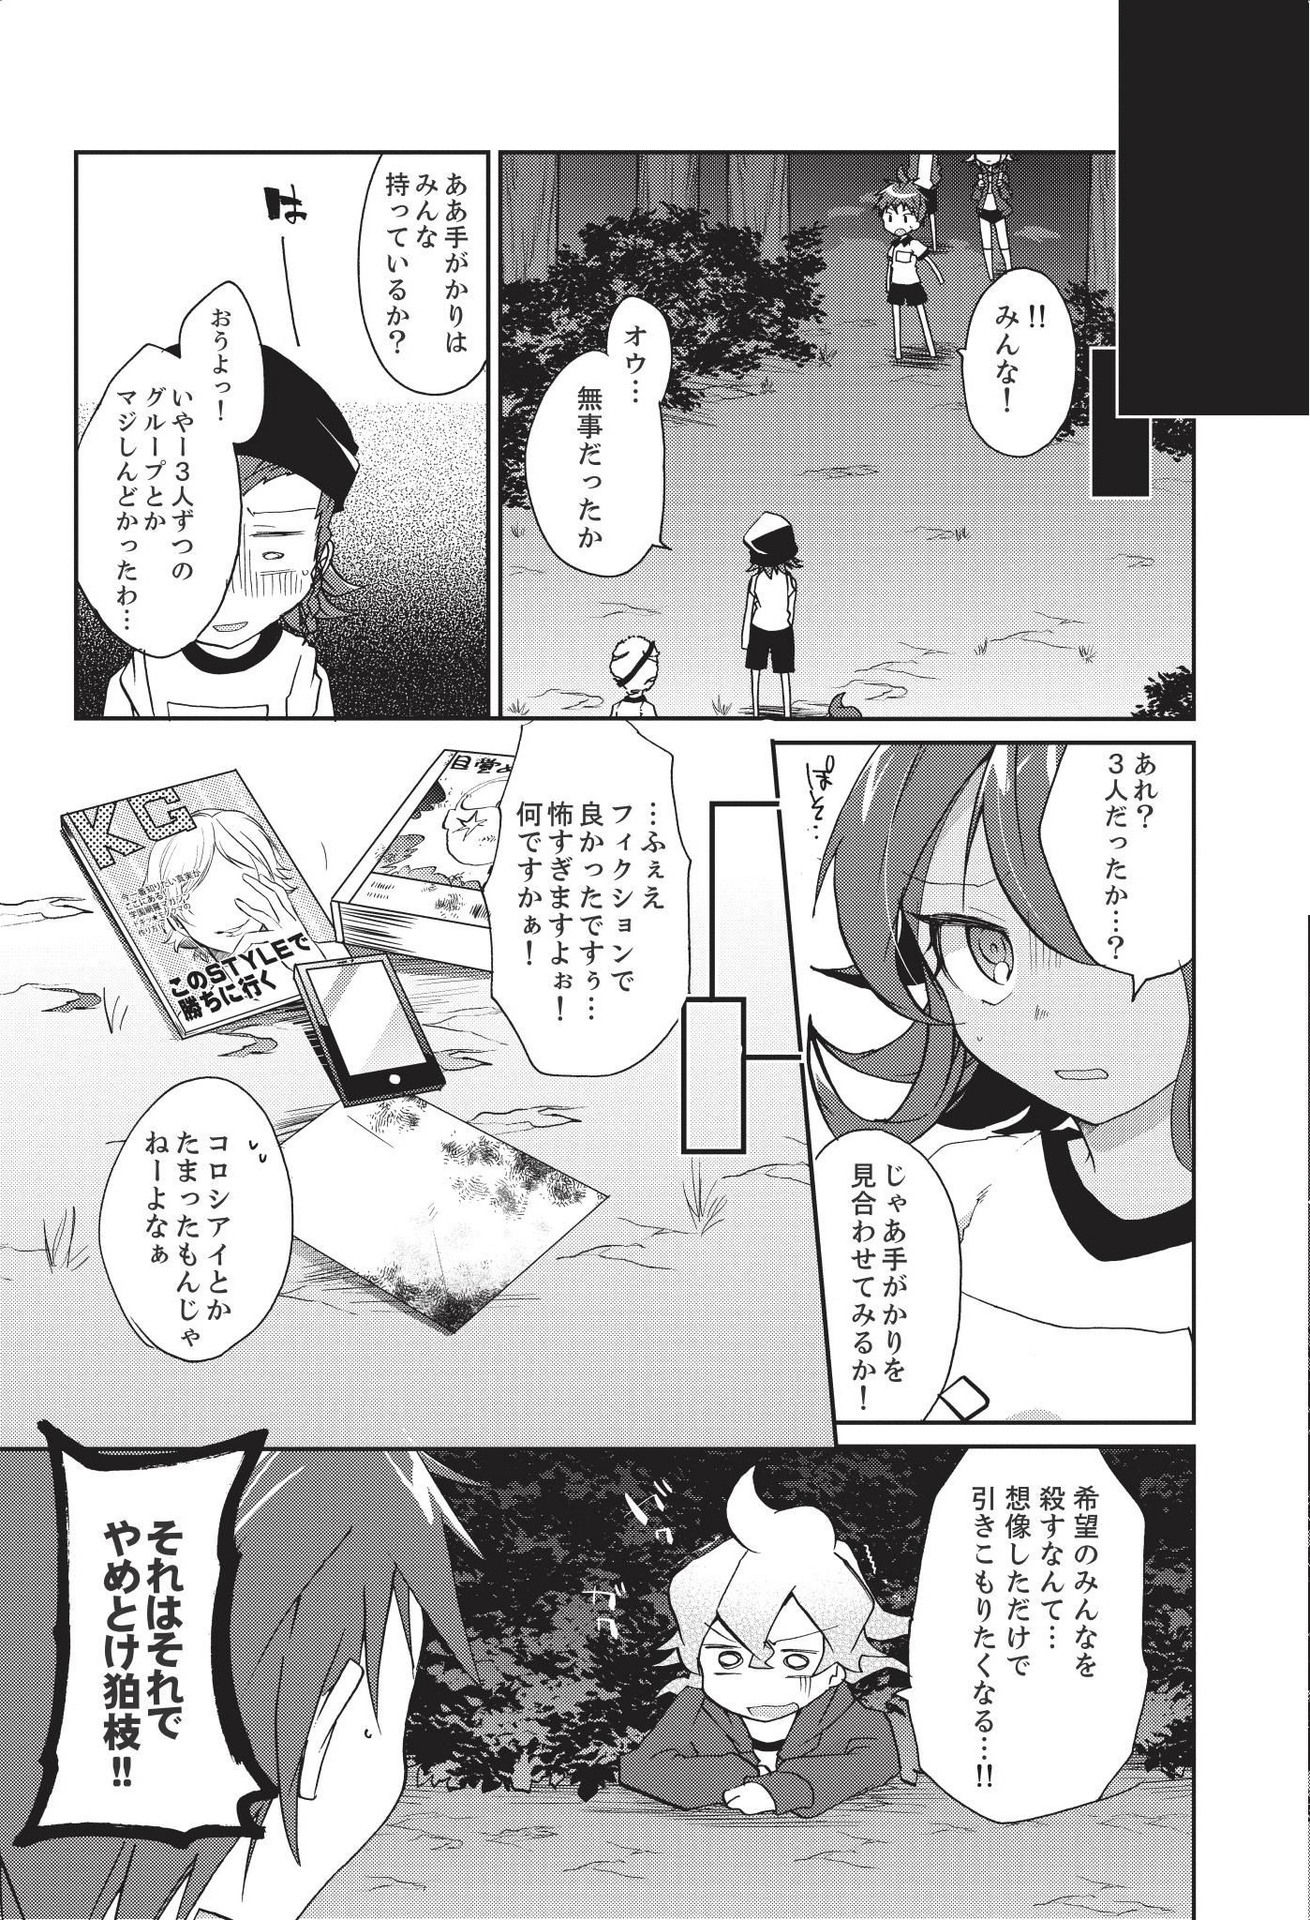 !!
みんな！
オウ…
無事だったか
ああ手がかりは
みんな
持っているか？
は
おうよっ！
いやー３人ずつの
グループとか
マジしんどかったわ…
あれ？
３人だったか…？
じゃあ手がかりを
見合わせてみるか！
…ふぇえ
フィクションで
良かったですぅ…
怖すぎますよぉ！
何ですかぁ！
KG
ここにある
このSTYLEで
勝ちに行く
コロシアイとか
たまったもんじゃ
ねーよなぁ
希望のみんなを
殺すなんて…
想像しただけで
引きこもりたくなる…!!
それはそれで
やめとけ狛枝!!